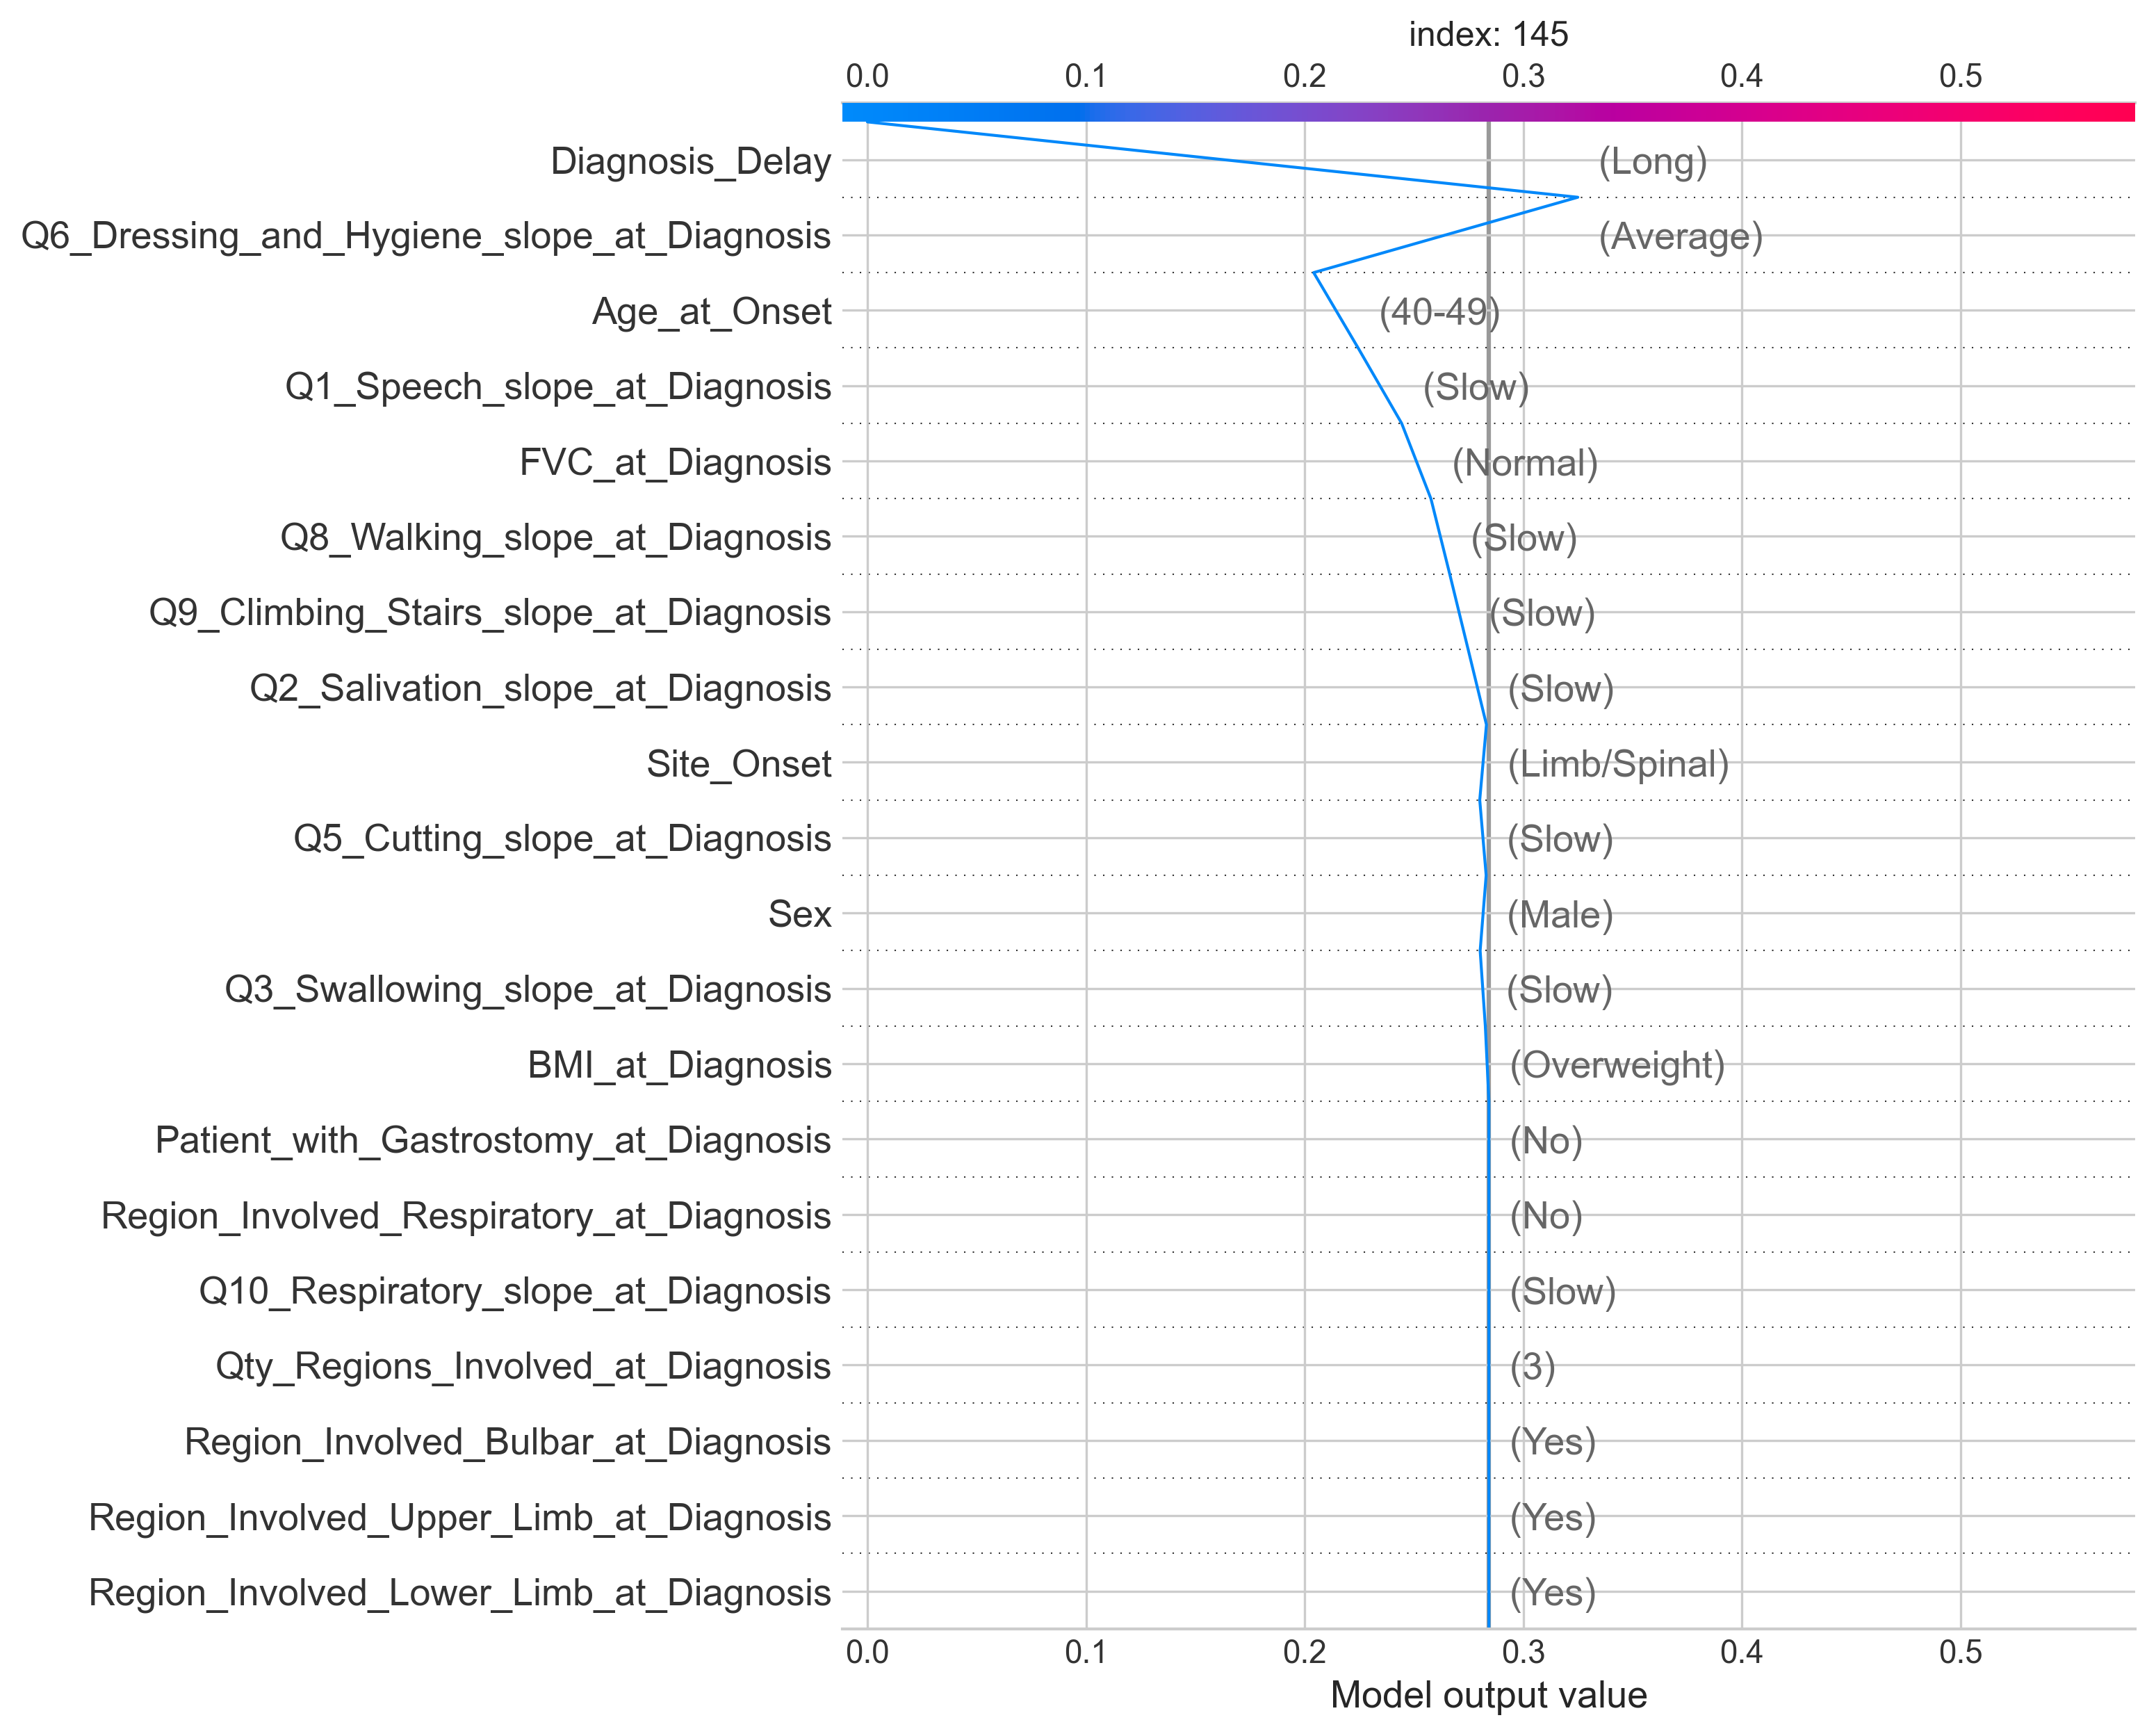 index: 145
0.0 0.1 0.2 0.3 0.4 0.5
Diagnosis_Delay (Long)
Q6_Dressing_and_Hygiene_slope_at_Diagnosis (Average)
Age_at_Onset (40-49)
Q1_Speech_slope_at_Diagnosis (Slow)
FVC_at_Diagnosis (Normal)
Q8_Walking_slope_at_Diagnosis (Slow)
Q9_Climbing_Stairs_slope_at_Diagnosis (Slow)
Q2_Salivation_slope_at_Diagnosis (Slow)
Site_Onset (Limb/Spinal)
Q5_Cutting_slope_at_Diagnosis (Slow)
Sex (Male)
Q3_Swallowing_slope_at_Diagnosis (Slow)
BMI_at_Diagnosis (Overweight)
Patient_with_Gastrostomy_at_Diagnosis (No)
Region_Involved_Respiratory_at_Diagnosis (No)
Q10_Respiratory_slope_at_Diagnosis (Slow)
Qty_Regions_Involved_at_Diagnosis (3)
Region_Involved_Bulbar_at_Diagnosis (Yes)
Region_Involved_Upper_Limb_at_Diagnosis (Yes)
Region_Involved_Lower_Limb_at_Diagnosis (Yes)
0.0 0.1 0.2 0.3 0.4 0.5
Model output value